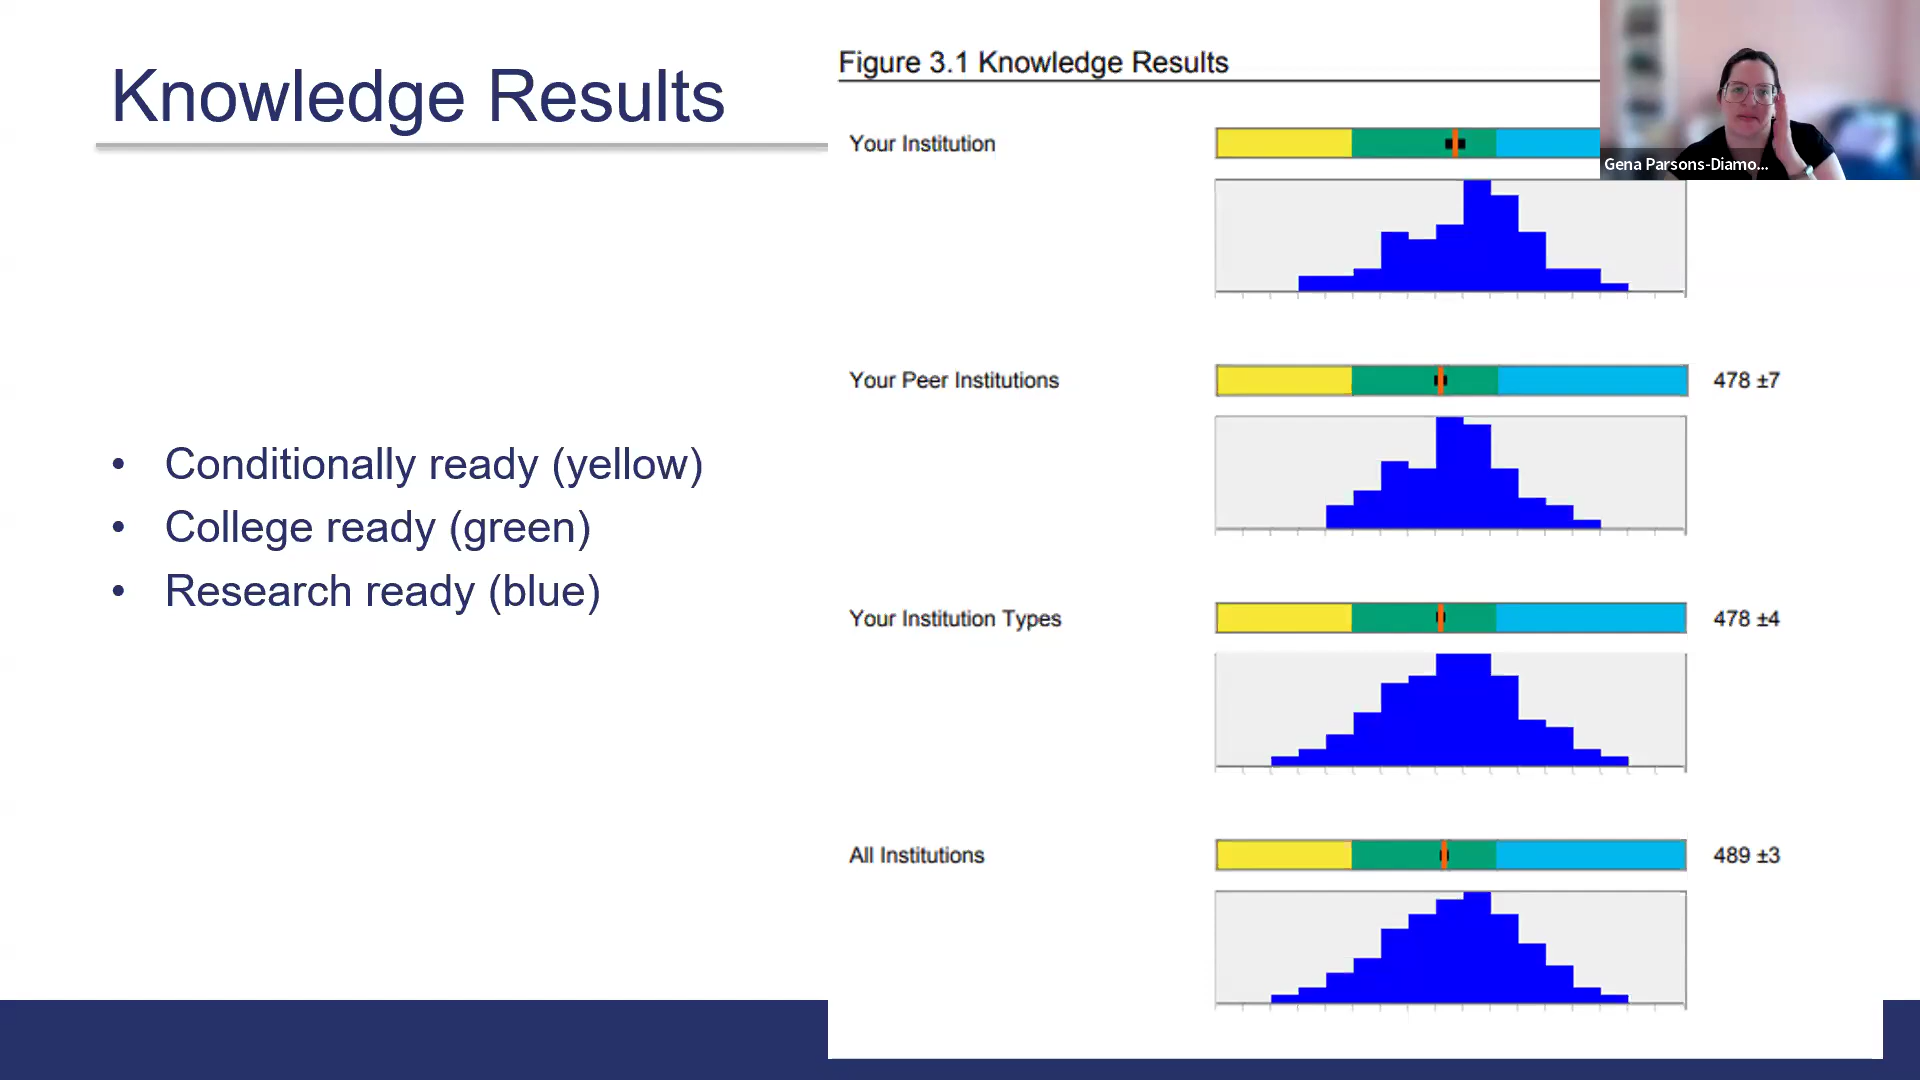 Knowledge Results
• Conditionally ready (yellow)
• College ready (green)
• Research ready (blue)
Figure 3.1 Knowledge Results
Your Institution
Your Peer Institutions
478 ±7
Your Institution Types
478 ±4
All Institutions
489 ±3
Gena Parsons-Diamo...